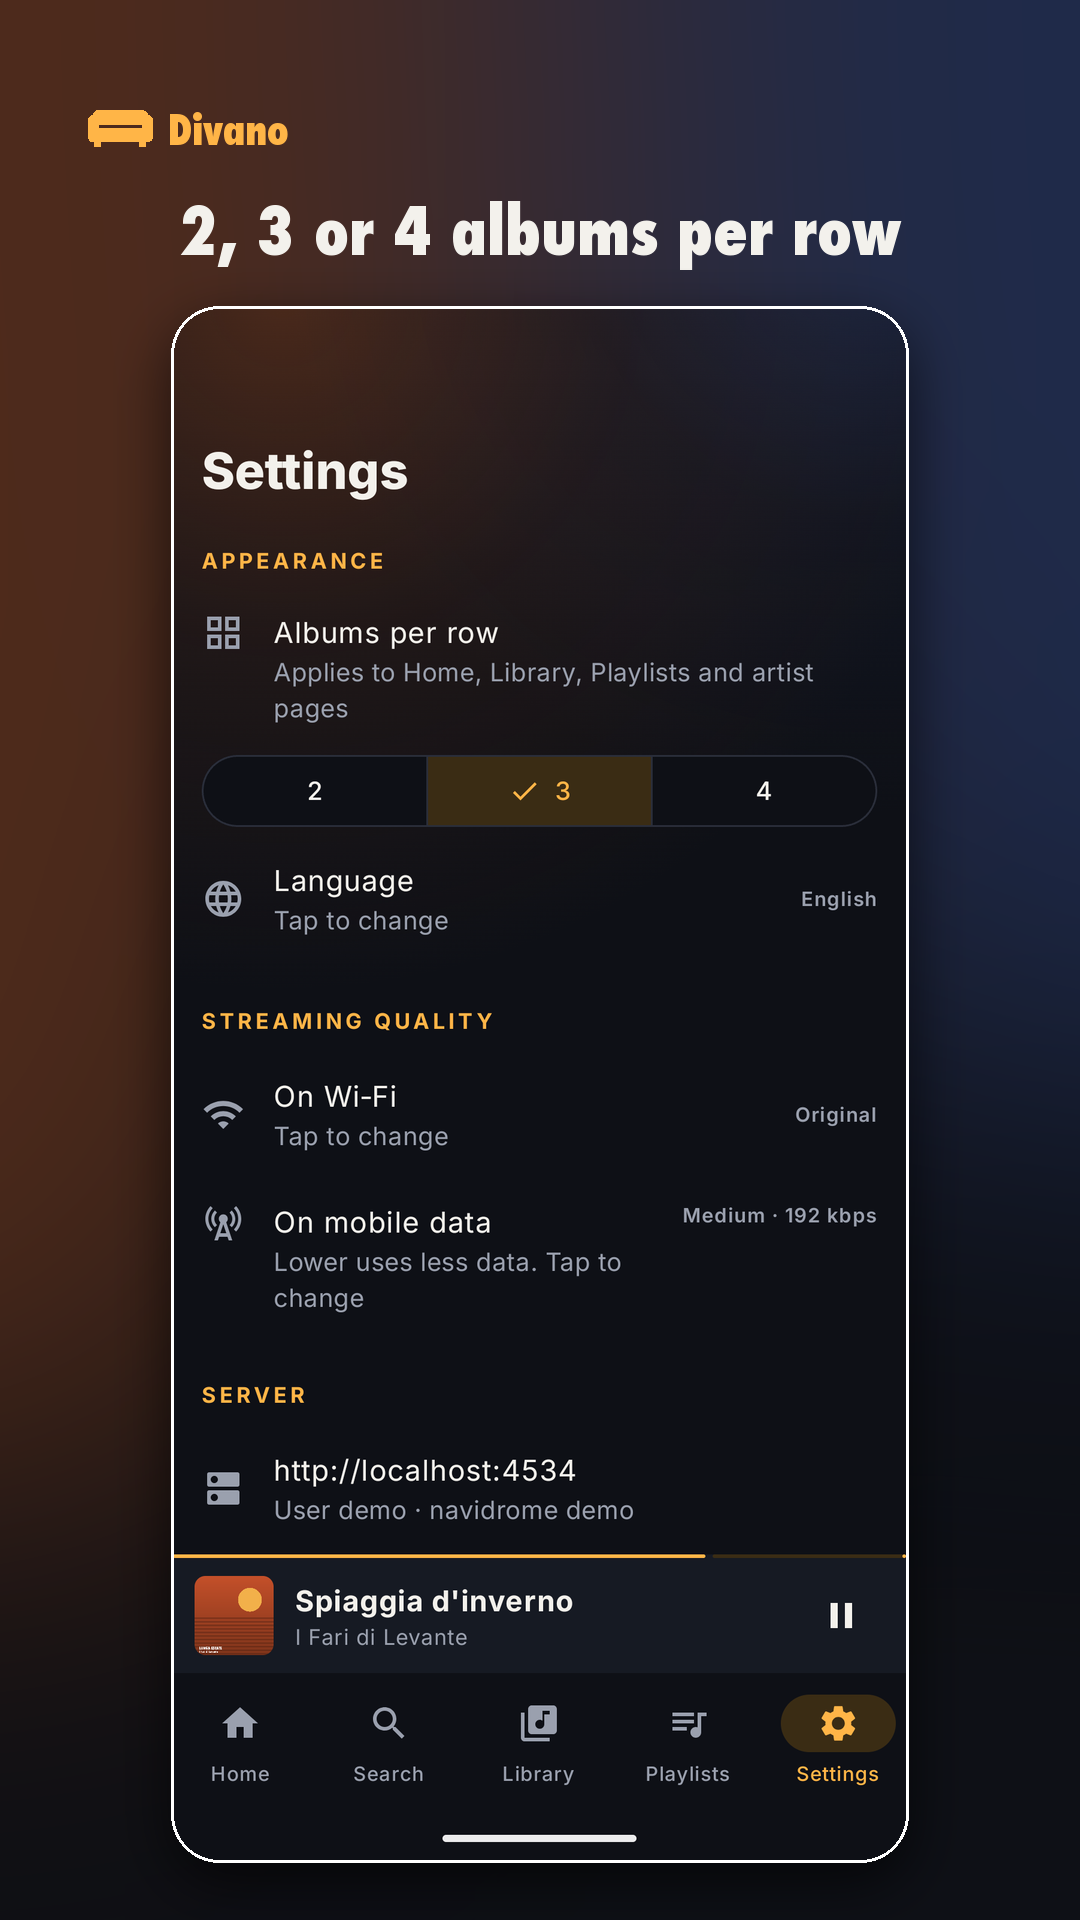 Divano
2, 3 or 4 albums per row
Settings
APPEARANCE
Albums per row
Applies to Home, Library, Playlists and artist
pages
2
3
4
Language
Tap to change
English
STREAMING QUALITY
On Wi-Fi
Tap to change
Original
On mobile data
Medium · 192 kbps
Lower uses less data. Tap to
change
SERVER
http://localhost:4534
User demo · navidrome demo
Spiaggia d'inverno
I Fari di Levante
Home
Search
Library
Playlists
Settings